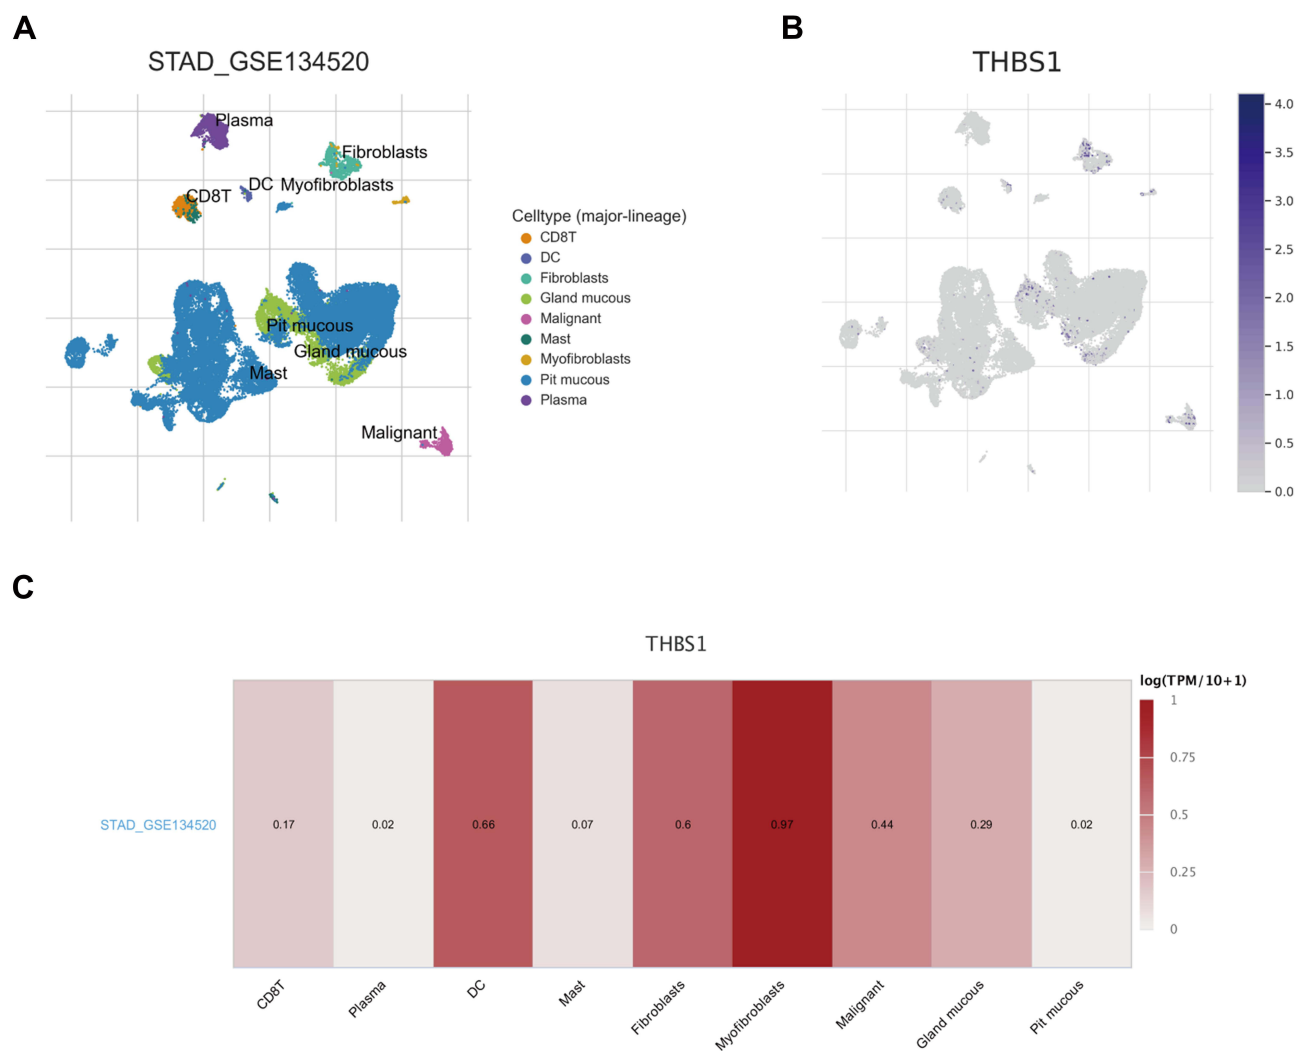 A
B
STAD_GSE134520
THBS1
Plasma
Fibroblasts
DC
Myofibroblasts
CD8T
Pit mucous
Gland mucous
Mast
Malignant
Celltype (major-lineage)
CD8T
DC
Fibroblasts
Gland mucous
Malignant
Mast
Myofibroblasts
Pit mucous
Plasma
4.0
3.5
3.0
2.5
2.0
1.5
1.0
0.5
0.0
C
THBS1
log(TPM/10+1)
1
0.75
0.5
0.25
0
STAD_GSE134520
0.17
0.02
0.66
0.07
0.6
0.97
0.44
0.29
0.02
CD8T
Plasma
DC
Mast
Fibroblasts
Myofibroblasts
Malignant
Gland mucous
Pit mucous